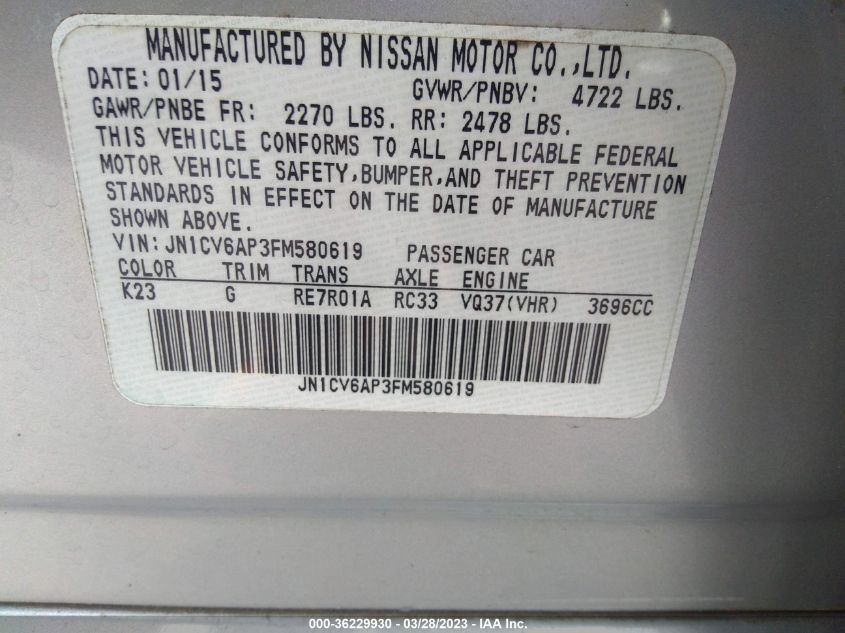 MANUFACTURED BY NISSAN MOTOR CO.,LTD.
DATE: 01/15 GVWR/PNBV: 4722 LBS.
GAWR/PNBE FR: 2270 LBS. RR: 2478 LBS.
THIS VEHICLE CONFORMS TO ALL APPLICABLE FEDERAL
MOTOR VEHICLE SAFETY,BUMPER,AND THEFT PREVENTION
STANDARDS IN EFFECT ON THE DATE OF MANUFACTURE
SHOWN ABOVE.
VIN: JN1CV6AP3FM580619 PASSENGER CAR
COLOR TRIM TRANS AXLE ENGINE
K23 G RE7R01A RC33 VQ37(VHR) 3696CC
JN1CV6AP3FM580619
000-36229930 - 03/28/2023 - IAA Inc.